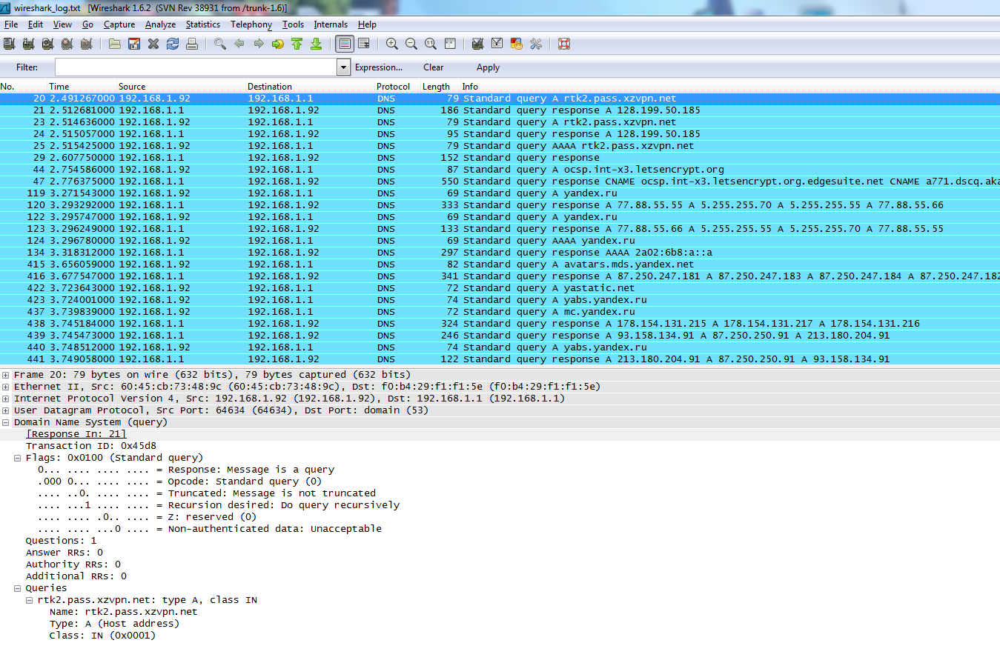 wireshark_log.txt [Wireshark 1.6.2 (SVN Rev 38931 from /trunk-1.6)]
File Edit View Go Capture Analyze Statistics Telephony Tools Internals Help
Filter: Expression... Clear Apply
No. Time Source Destination Protocol Length Info
20 2.491267000 192.168.1.92 192.168.1.1 DNS 79 Standard query A rtk2.pass.xzvpn.net
21 2.512681000 192.168.1.1 192.168.1.92 DNS 186 Standard query response A 128.199.50.185
23 2.514636000 192.168.1.92 192.168.1.1 DNS 79 Standard query A rtk2.pass.xzvpn.net
24 2.515057000 192.168.1.1 192.168.1.92 DNS 95 Standard query response A 128.199.50.185
25 2.515425000 192.168.1.92 192.168.1.1 DNS 79 Standard query AAAA rtk2.pass.xzvpn.net
29 2.607750000 192.168.1.1 192.168.1.92 DNS 152 Standard query response
44 2.754586000 192.168.1.92 192.168.1.1 DNS 87 Standard query A ocsp.int-x3.letsencrypt.org
47 2.776375000 192.168.1.1 192.168.1.92 DNS 550 Standard query response CNAME ocsp.int-x3.letsencrypt.org.edgesuite.net CNAME a771.dscq.aka
119 3.271543000 192.168.1.92 192.168.1.1 DNS 69 Standard query A yandex.ru
120 3.293292000 192.168.1.1 192.168.1.92 DNS 333 Standard query response A 77.88.55.55 A 5.255.255.70 A 5.255.255.55 A 77.88.55.66
122 3.295747000 192.168.1.92 192.168.1.1 DNS 69 Standard query A yandex.ru
123 3.296249000 192.168.1.1 192.168.1.92 DNS 133 Standard query response A 77.88.55.66 A 5.255.255.55 A 5.255.255.70 A 77.88.55.55
124 3.296780000 192.168.1.92 192.168.1.1 DNS 69 Standard query AAAA yandex.ru
134 3.318312000 192.168.1.1 192.168.1.92 DNS 297 Standard query response AAAA 2a02:6b8:a::a
415 3.656059000 192.168.1.92 192.168.1.1 DNS 82 Standard query A avatars.mds.yandex.net
416 3.677547000 192.168.1.1 192.168.1.92 DNS 341 Standard query response A 87.250.247.181 A 87.250.247.183 A 87.250.247.184 A 87.250.247.182
422 3.723643000 192.168.1.92 192.168.1.1 DNS 72 Standard query A yastatic.net
423 3.724001000 192.168.1.92 192.168.1.1 DNS 74 Standard query A yabs.yandex.ru
437 3.739839000 192.168.1.92 192.168.1.1 DNS 72 Standard query A mc.yandex.ru
438 3.745184000 192.168.1.1 192.168.1.92 DNS 324 Standard query response A 178.154.131.215 A 178.154.131.217 A 178.154.131.216
439 3.745473000 192.168.1.1 192.168.1.92 DNS 246 Standard query response A 93.158.134.91 A 87.250.250.91 A 213.180.204.91
440 3.748512000 192.168.1.92 192.168.1.1 DNS 74 Standard query A yabs.yandex.ru
441 3.749058000 192.168.1.1 192.168.1.92 DNS 122 Standard query response A 213.180.204.91 A 87.250.250.91 A 93.158.134.91
Frame 20: 79 bytes on wire (632 bits), 79 bytes captured (632 bits)
Ethernet II, Src: 60:45:cb:73:48:9c (60:45:cb:73:48:9c), Dst: f0:b4:29:f1:f1:5e (f0:b4:29:f1:f1:5e)
Internet Protocol Version 4, Src: 192.168.1.92 (192.168.1.92), Dst: 192.168.1.1 (192.168.1.1)
User Datagram Protocol, Src Port: 64634 (64634), Dst Port: domain (53)
Domain Name System (query)
[Response In: 21]
Transaction ID: 0x45d8
Flags: 0x0100 (Standard query)
0... .... .... .... = Response: Message is a query
.000 0... .... .... = Opcode: Standard query (0)
.... ..0. .... .... = Truncated: Message is not truncated
.... ...1 .... .... = Recursion desired: Do query recursively
.... .... .0.. .... = Z: reserved (0)
.... .... ...0 .... = Non-authenticated data: Unacceptable
Questions: 1
Answer RRs: 0
Authority RRs: 0
Additional RRs: 0
Queries
rtk2.pass.xzvpn.net: type A, class IN
Name: rtk2.pass.xzvpn.net
Type: A (Host address)
Class: IN (0x0001)